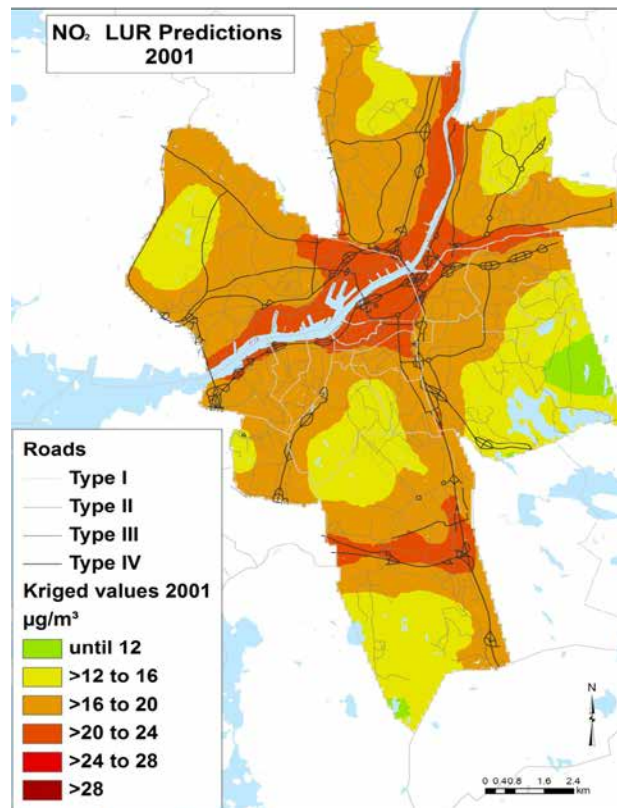 NO₂ LUR Predictions
2001
Roads
Type I
Type II
Type III
Type IV
Kriged values 2001
µg/m³
until 12
>12 to 16
>16 to 20
>20 to 24
>24 to 28
>28
N
0 0.40.8 1.6 2.4
km